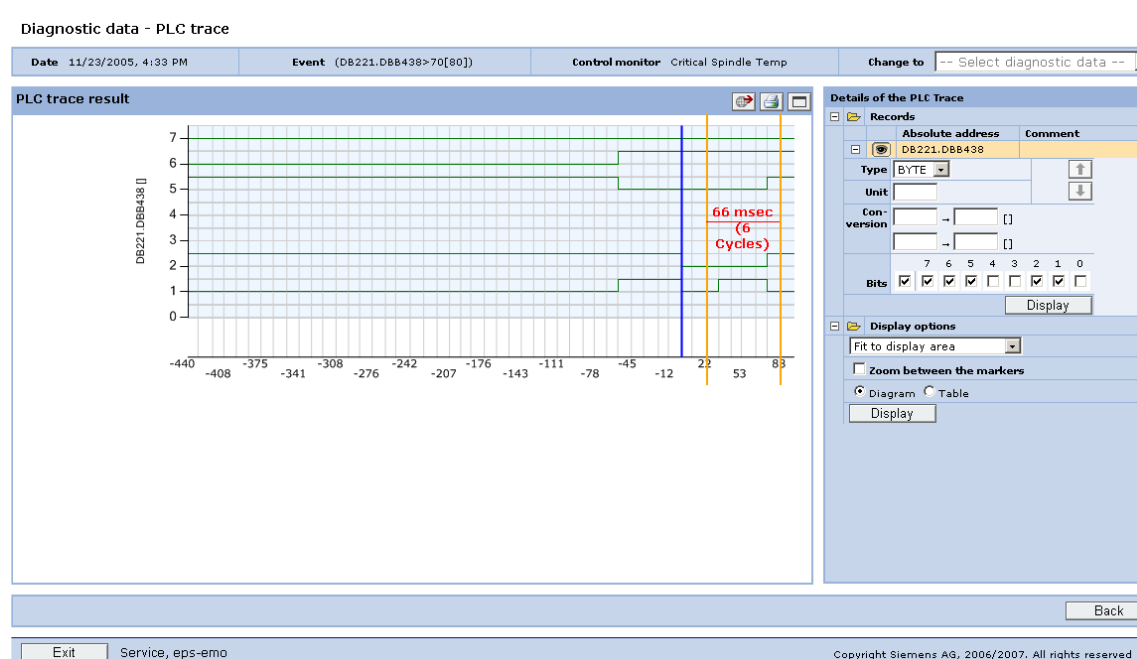 Diagnostic data - PLC trace
Date 11/23/2005, 4:33 PM Event (DB221.DBB438>70[80]) Control monitor Critical Spindle Temp Change to -- Select diagnostic data --
PLC trace result
7
6
5
4
3
2
1
0
DB221.DBB438 []
66 msec
(6
Cycles)
-440 -375 -308 -242 -176 -111 -45 22 88
-408 -341 -276 -207 -143 -78 -12 53
Details of the PLC Trace
Records
Absolute address Comment
DB221.DBB438
Type BYTE
Unit
Con-
version → []
→ []
7 6 5 4 3 2 1 0
Bits
Display
Display options
Fit to display area
Zoom between the markers
Diagram Table
Display
Back
Exit Service, eps-emo Copyright Siemens AG, 2006/2007. All rights reserved